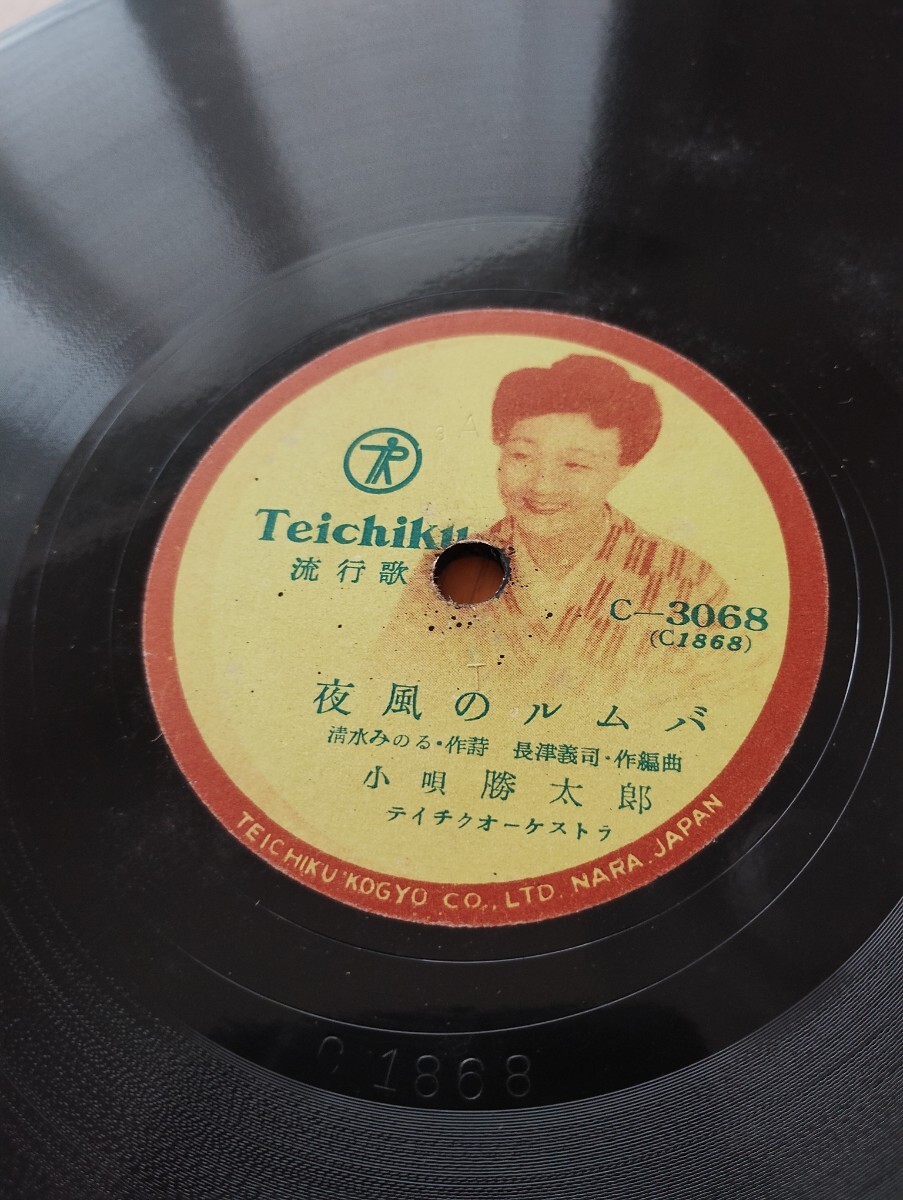 Teichiku
流行歌
C-3068
(C1868)
夜風のルムバ
清水みのる・作詩 長津義司・作編曲
小唄勝太郎
テイチクオーケストラ
TEICHIKU KOGYO CO., LTD. NARA. JAPAN
C 1868